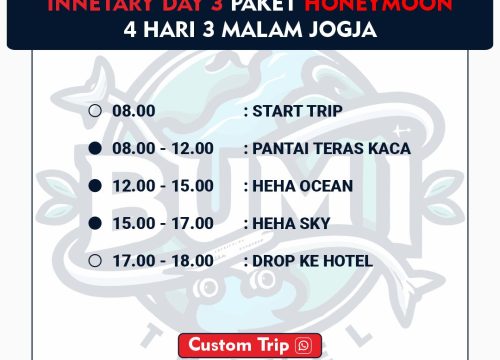 INNETARY DAY 3 PAKET HONEYMOON
4 HARI 3 MALAM JOGJA
08.00 : START TRIP
08.00 - 12.00 : PANTAI TERAS KACA
12.00 - 15.00 : HEHA OCEAN
15.00 - 17.00 : HEHA SKY
17.00 - 18.00 : DROP KE HOTEL
BUMI
Custom Trip